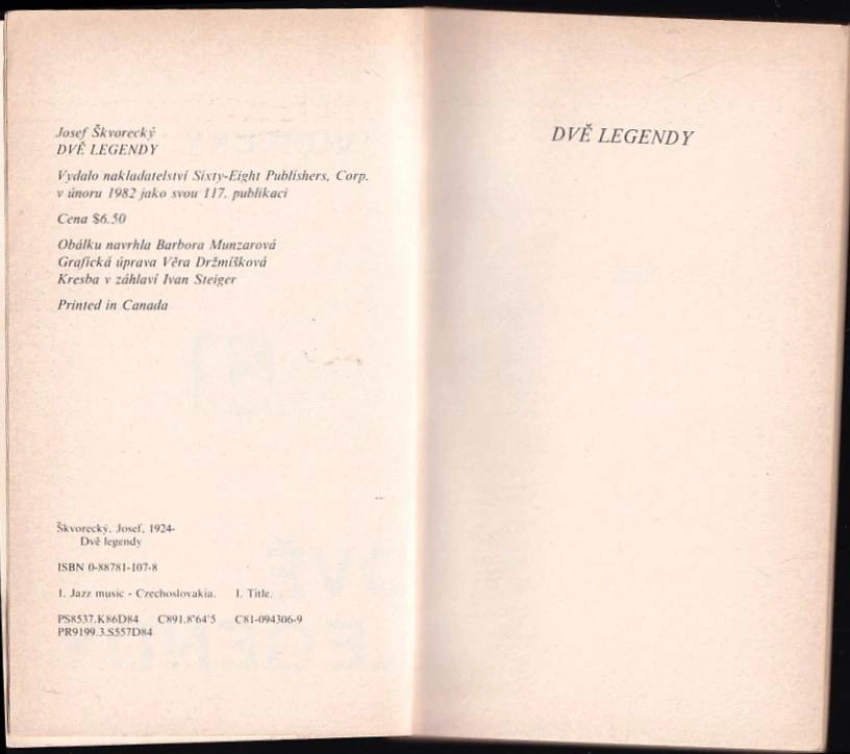 Josef Škvorecký
DVĚ LEGENDY
Vydalo nakladatelství Sixty-Eight Publishers, Corp.
v únoru 1982 jako svou 117. publikaci
Cena $6.50
Obálku navrhla Barbora Munzarová
Grafická úprava Věra Držmíšková
Kresba v záhlaví Ivan Steiger
Printed in Canada
Škvorecký, Josef, 1924-
Dvě legendy
ISBN 0-88781-107-8
1. Jazz music - Czechoslovakia. I. Title.
PS8537.K86D84 C891.8'64'5 C81-094306-9
PR9199.3.S557D84
DVĚ LEGENDY